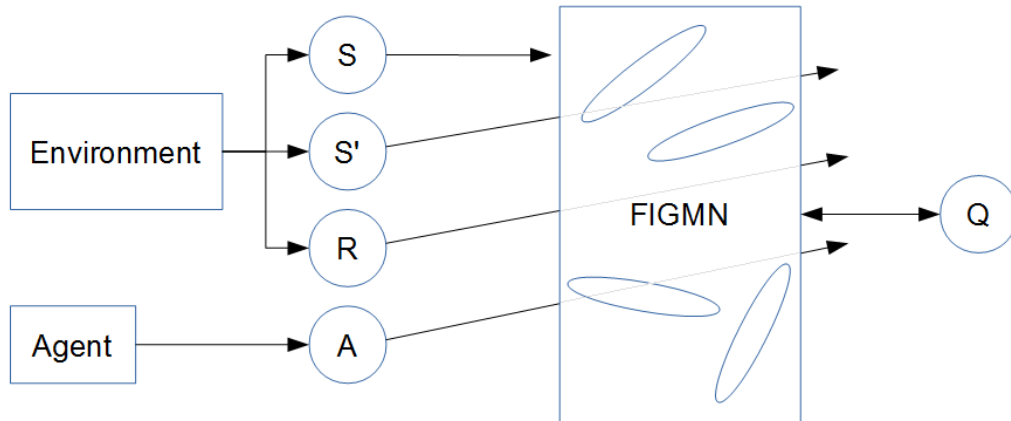 S
Environment
S'
FIGMN
Q
R
Agent
A